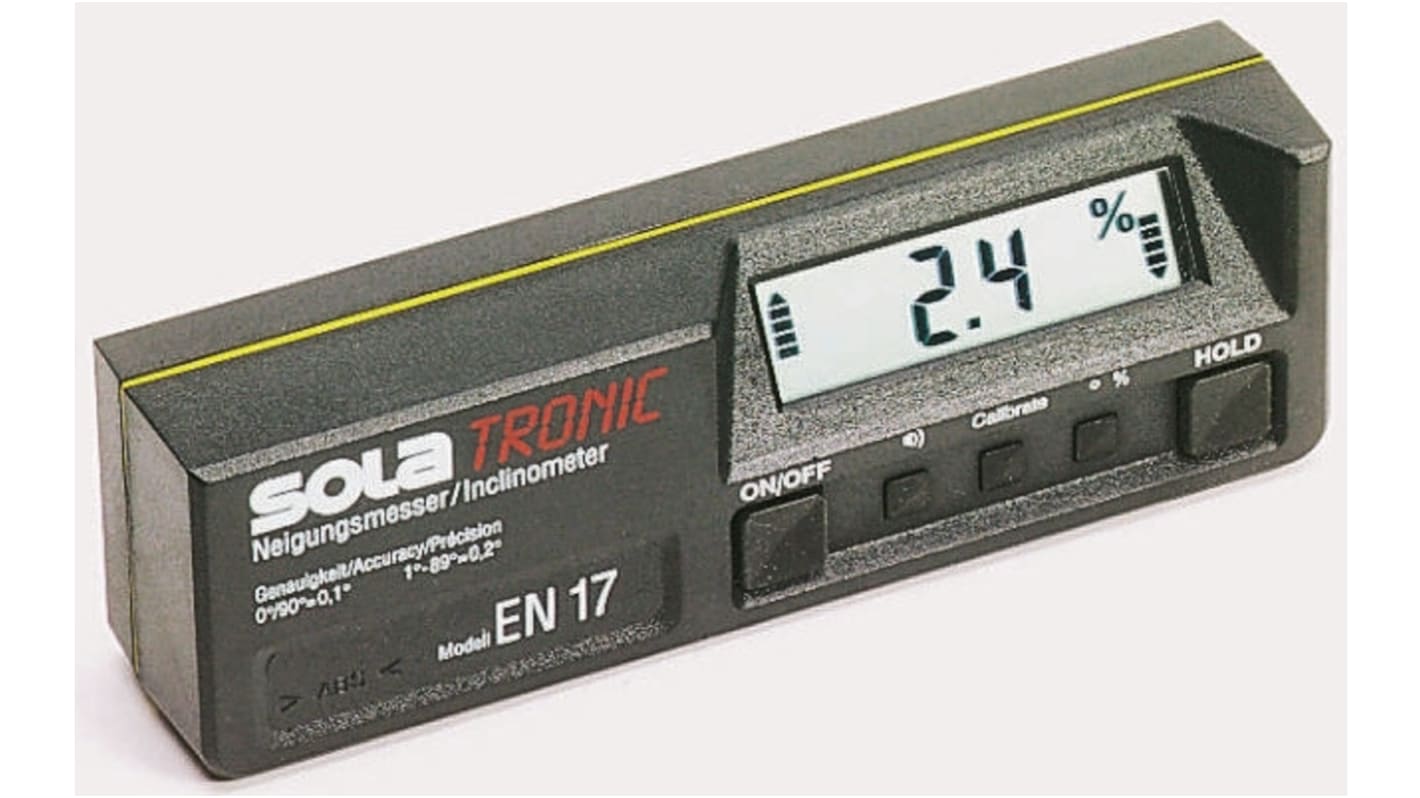 2.4 %
SOLA TRONIC
Neigungsmesser/Inclinometer
Genauigkeit/Accuracy/Précision
0°/90°=0,1° 1°-89°=0,2°
Modell EN 17
> ABS <
ON/OFF
Calibrate
° %
HOLD